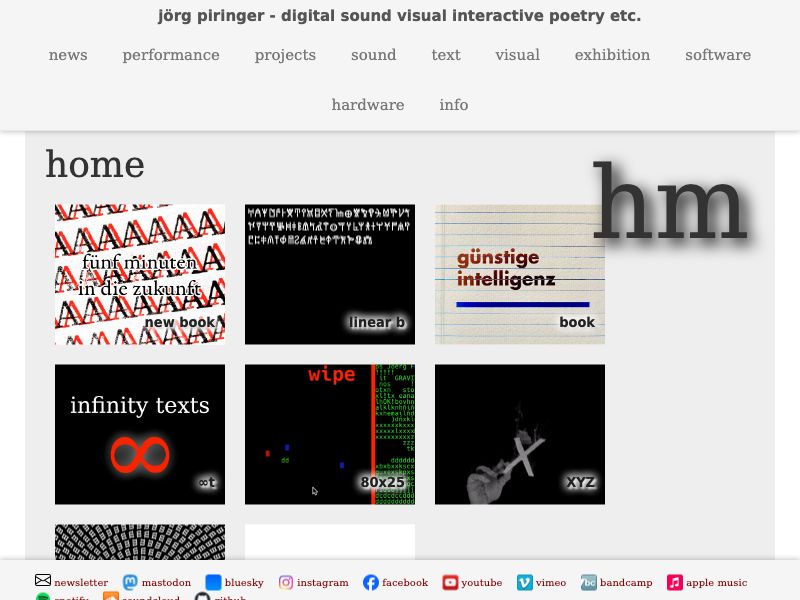 jörg piringer - digital sound visual interactive poetry etc.
news performance projects sound text visual exhibition software
hardware info
home
hm
fünf minuten
in die zukunft
new book
linear b
günstige
intelligenz
book
infinity texts
∞
∞t
wipe
80x25
XYZ
newsletter mastodon bluesky instagram facebook youtube vimeo bandcamp apple music
spotify soundcloud github